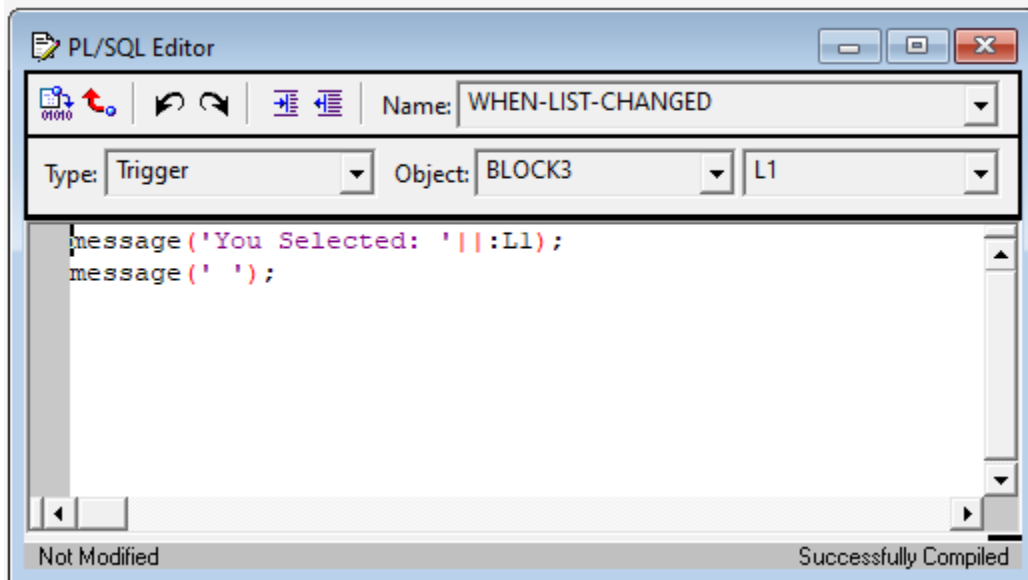 PL/SQL Editor
01010
Name: WHEN-LIST-CHANGED
Type: Trigger Object: BLOCK3 L1
message('You Selected: '||:L1);
message(' ');
Not Modified Successfully Compiled